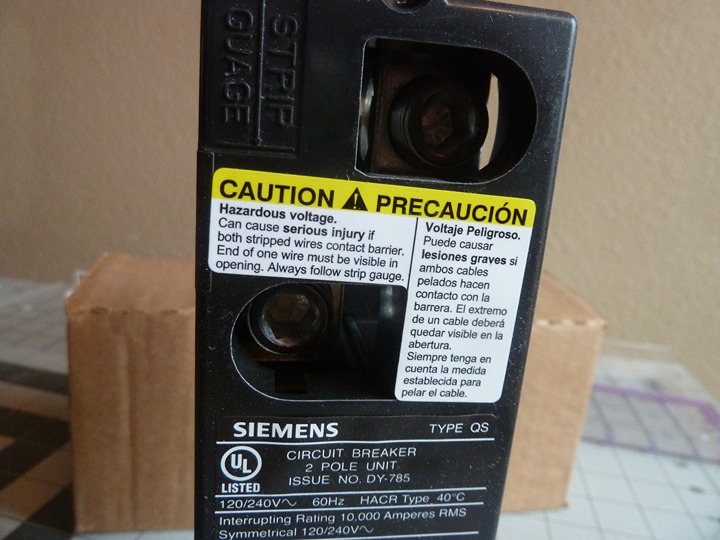 STRIP
GUAGE
CAUTION ⚠ PRECAUCIÓN
Hazardous voltage.
Can cause serious injury if
both stripped wires contact barrier.
End of one wire must be visible in
opening. Always follow strip gauge.
Voltaje Peligroso.
Puede causar
lesiones graves si
ambos cables
pelados hacen
contacto con la
barrera. El extremo
de un cable deberá
quedar visible en la
abertura.
Siempre tenga en
cuenta la medida
establecida para
pelar el cable.
SIEMENS TYPE QS
UL
LISTED
CIRCUIT BREAKER
2 POLE UNIT
ISSUE NO. DY-785
120/240V∿ 60Hz HACR Type 40°C
Interrupting Rating 10,000 Amperes RMS
Symmetrical 120/240V∿